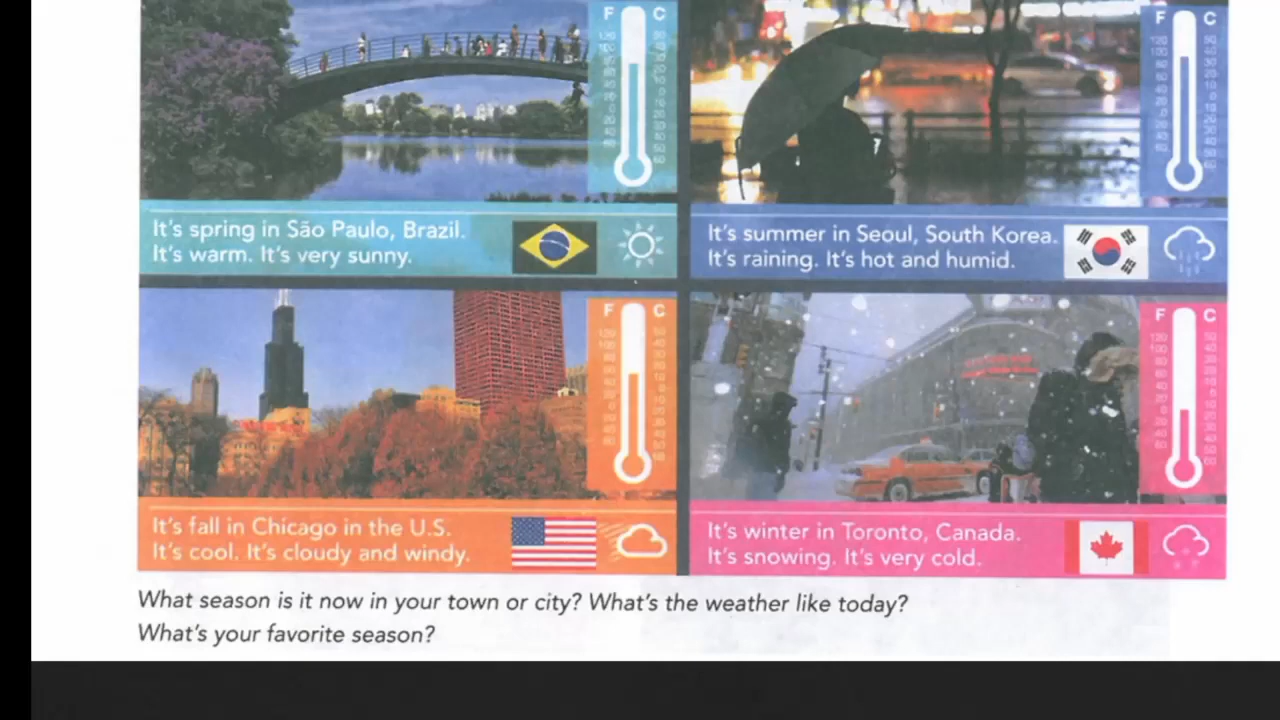 F C
F C
It's spring in São Paulo, Brazil.
It's warm. It's very sunny.
It's summer in Seoul, South Korea.
It's raining. It's hot and humid.
F C
F C
It's fall in Chicago in the U.S.
It's cool. It's cloudy and windy.
It's winter in Toronto, Canada.
It's snowing. It's very cold.
What season is it now in your town or city? What's the weather like today?
What's your favorite season?